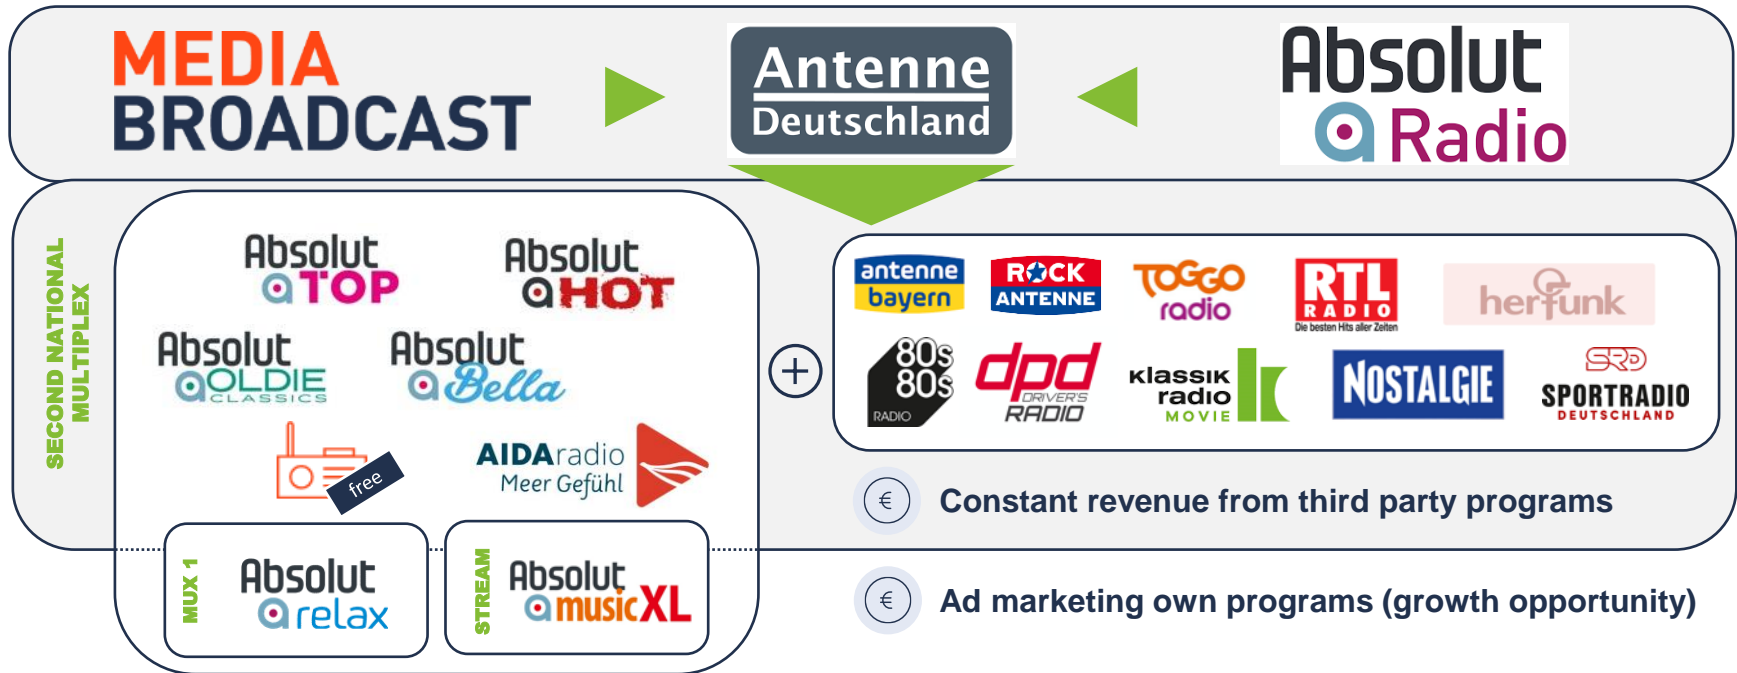 MEDIA
BROADCAST
Antenne
Deutschland
Absolut
Radio
SECOND NATIONAL
MULTIPLEX
Absolut
TOP
Absolut
HOT
Absolut
OLDIE
CLASSICS
Absolut
Bella
free
AIDAradio
Meer Gefühl
MUX 1
Absolut
relax
STREAM
Absolut
musicXL
+
antenne
bayern
ROCK
ANTENNE
TOGGO
radio
RTL
RADIO
Die besten Hits aller Zeiten
herfunk
80s
80s
RADIO
dpd
DRIVER'S
RADIO
klassik
radio
MOVIE
NOSTALGIE
SRD
SPORTRADIO
DEUTSCHLAND
€ Constant revenue from third party programs
€ Ad marketing own programs (growth opportunity)